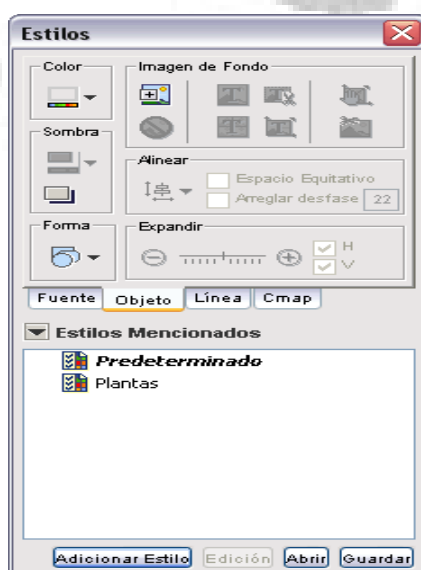 Estilos
Color
Imagen de Fondo
Sombra
Alinear
Espacio Equitativo
Arreglar desfase 22
Forma
Expandir
H
V
Fuente Objeto Línea Cmap
Estilos Mencionados
Predeterminado
Plantas
Adicionar Estilo Edición Abrir Guardar